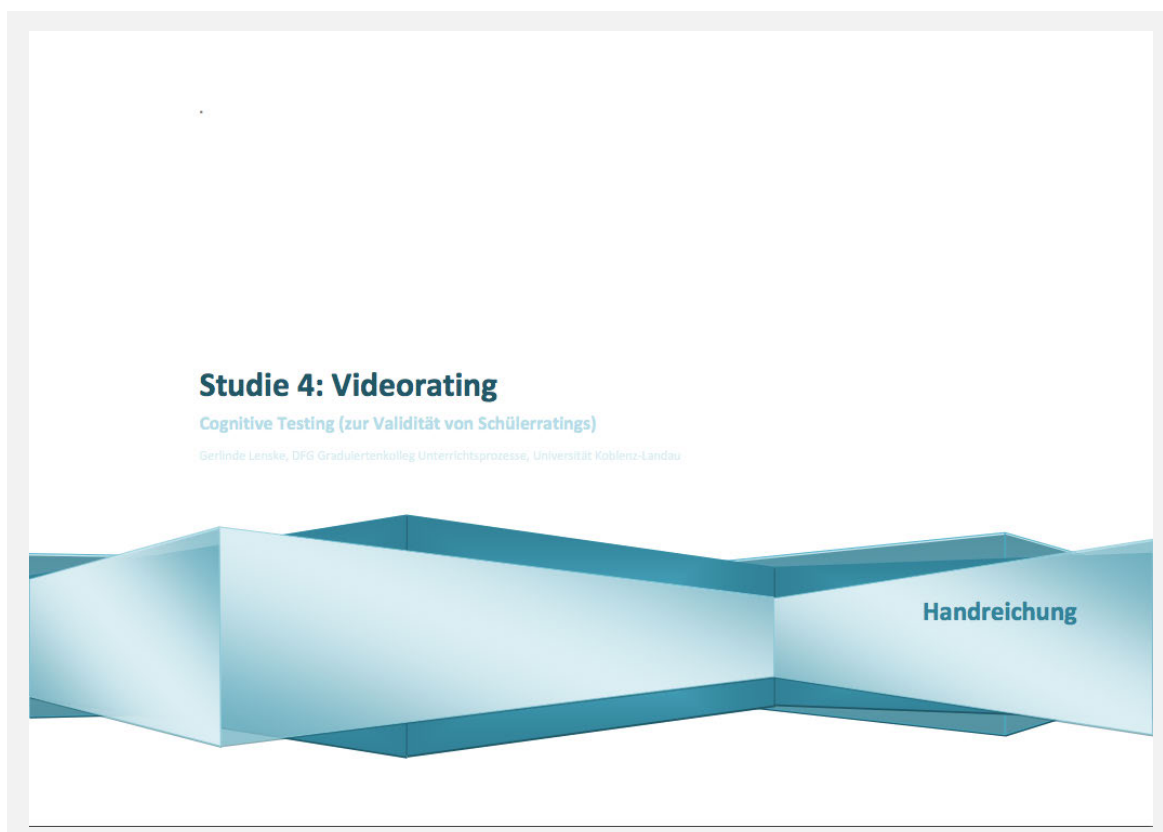 Studie 4: Videorating
Cognitive Testing (zur Validität von Schülerratings)
Gerlinde Lenske, DFG Graduiertenkolleg Unterrichtsprozesse, Universität Koblenz-Landau
Handreichung